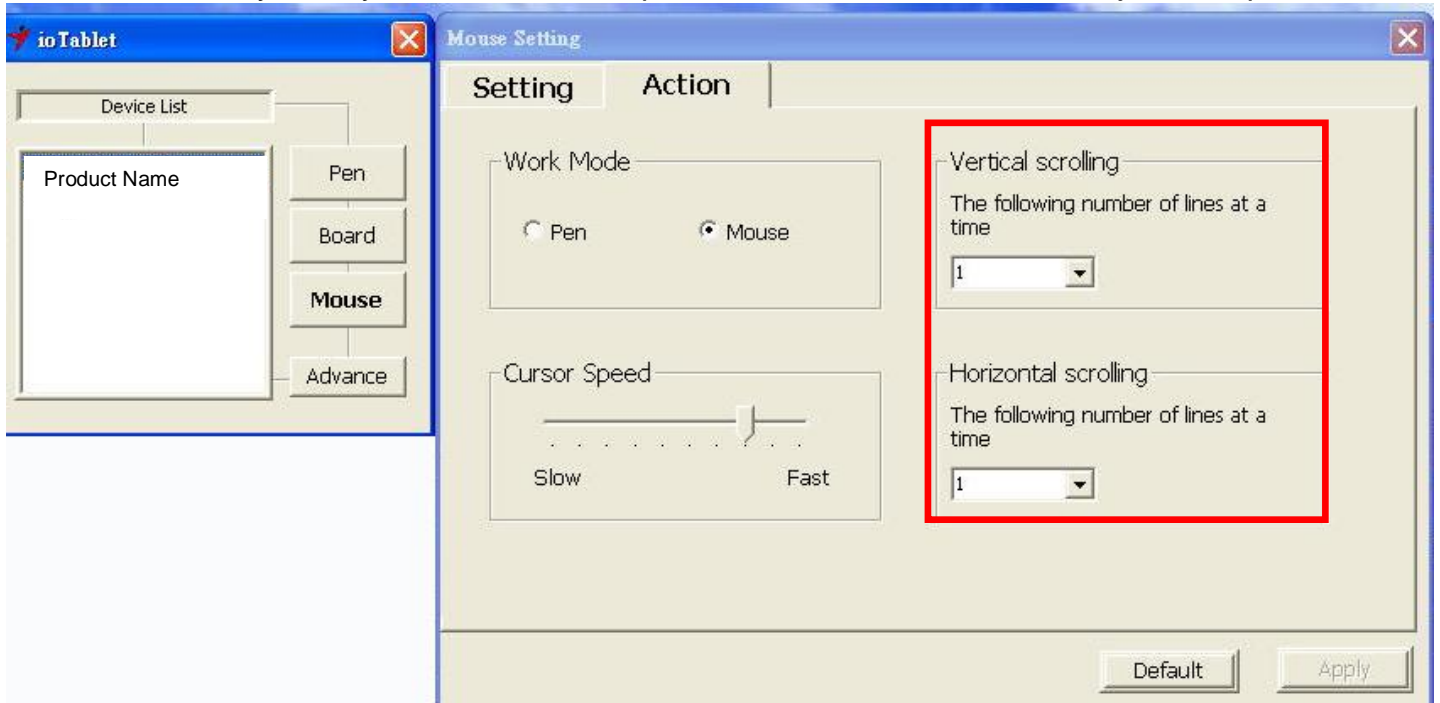 ioTablet
Device List
Product Name
Pen
Board
Mouse
Advance
Mouse Setting
Setting Action
Work Mode
Pen Mouse
Cursor Speed
Slow Fast
Vertical scrolling
The following number of lines at a
time
1
Horizontal scrolling
The following number of lines at a
time
1
Default Apply